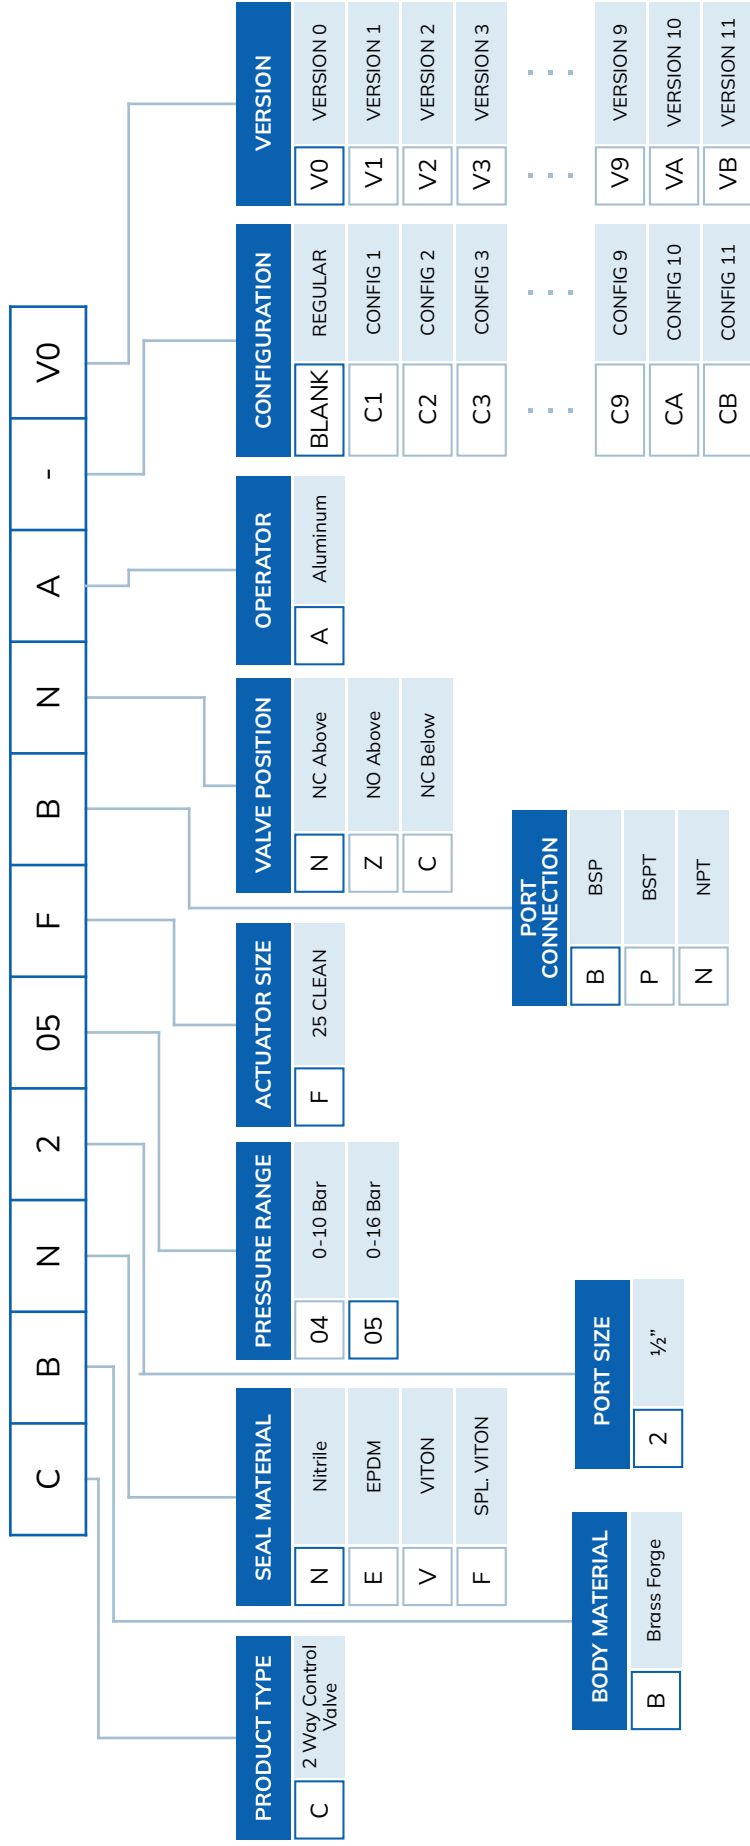 C B N 2 05 F B N A - V0
PRODUCT TYPE
C 2 Way Control
Valve
BODY MATERIAL
B Brass Forge
SEAL MATERIAL
N Nitrile
E EPDM
V VITON
F SPL. VITON
PORT SIZE
2 ½”
PRESSURE RANGE
04 0-10 Bar
05 0-16 Bar
ACTUATOR SIZE
F 25 CLEAN
PORT
CONNECTION
B BSP
P BSPT
N NPT
VALVE POSITION
N NC Above
Z NO Above
C NC Below
OPERATOR
A Aluminum
CONFIGURATION
BLANK REGULAR
C1 CONFIG 1
C2 CONFIG 2
C3 CONFIG 3
C9 CONFIG 9
CA CONFIG 10
CB CONFIG 11
VERSION
V0 VERSION 0
V1 VERSION 1
V2 VERSION 2
V3 VERSION 3
V9 VERSION 9
VA VERSION 10
VB VERSION 11